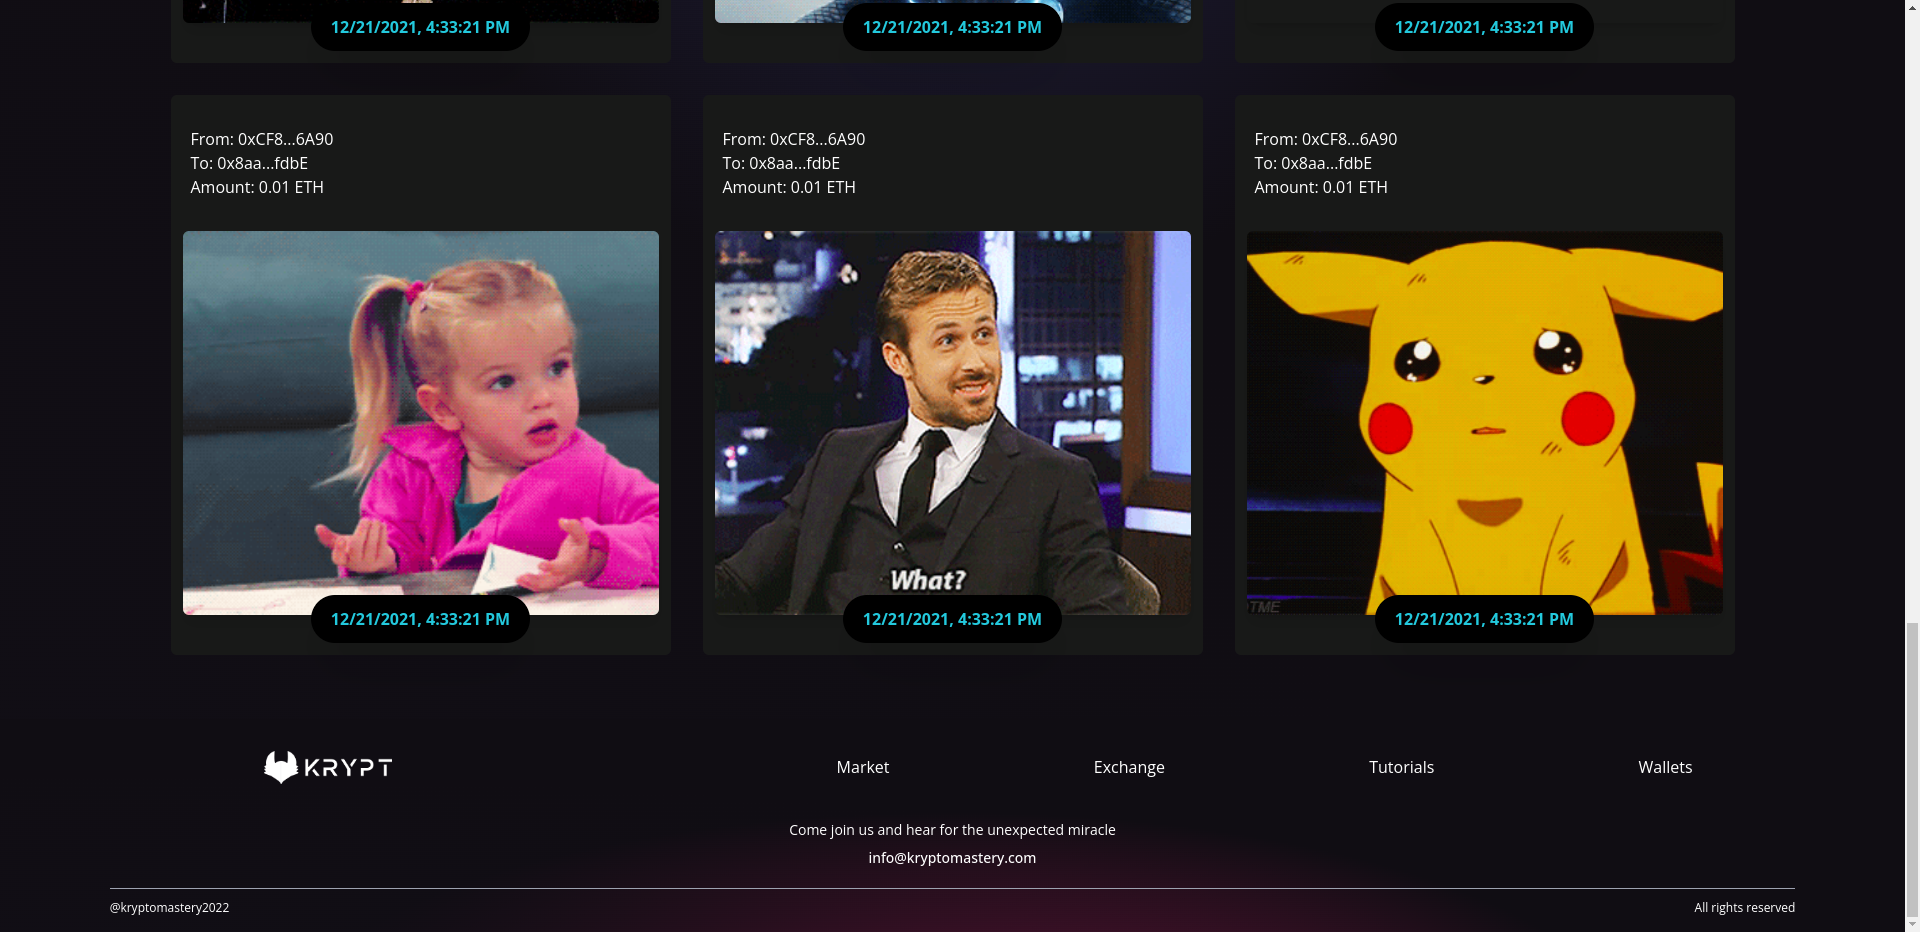 12/21/2021, 4:33:21 PM
12/21/2021, 4:33:21 PM
12/21/2021, 4:33:21 PM
From: 0xCF8...6A90
To: 0x8aa...fdbE
Amount: 0.01 ETH
12/21/2021, 4:33:21 PM
From: 0xCF8...6A90
To: 0x8aa...fdbE
Amount: 0.01 ETH
What?
12/21/2021, 4:33:21 PM
From: 0xCF8...6A90
To: 0x8aa...fdbE
Amount: 0.01 ETH
12/21/2021, 4:33:21 PM
KRYPT
Market
Exchange
Tutorials
Wallets
Come join us and hear for the unexpected miracle
info@kryptomastery.com
@kryptomastery2022
All rights reserved